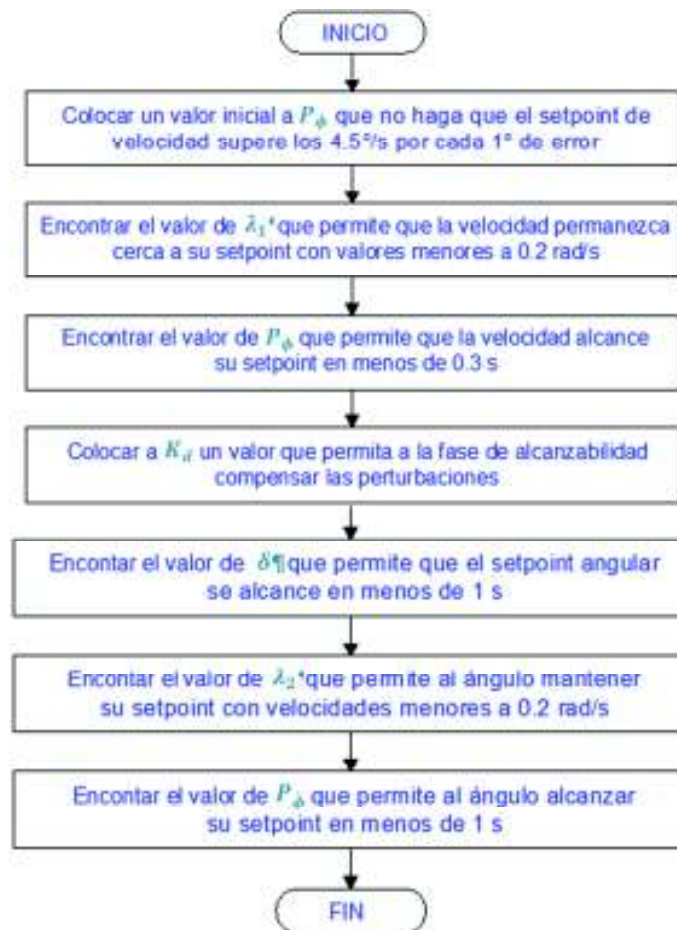 INICIO
Colocar un valor inicial a P_ϕ que no haga que el setpoint de
velocidad supere los 4.5º/s por cada 1º de error
Encontrar el valor de λ₁* que permite que la velocidad permanezca
cerca a su setpoint con valores menores a 0.2 rad/s
Encontrar el valor de P_ϕ que permite que la velocidad alcance
su setpoint en menos de 0.3 s
Colocar a K_d un valor que permita a la fase de alcanzabilidad
compensar las perturbaciones
Encontar el valor de δ¶ que permite que el setpoint angular
se alcance en menos de 1 s
Encontar el valor de λ₂* que permite al ángulo mantener
su setpoint con velocidades menores a 0.2 rad/s
Encontar el valor de P_ϕ que permite al ángulo alcanzar
su setpoint en menos de 1 s
FIN